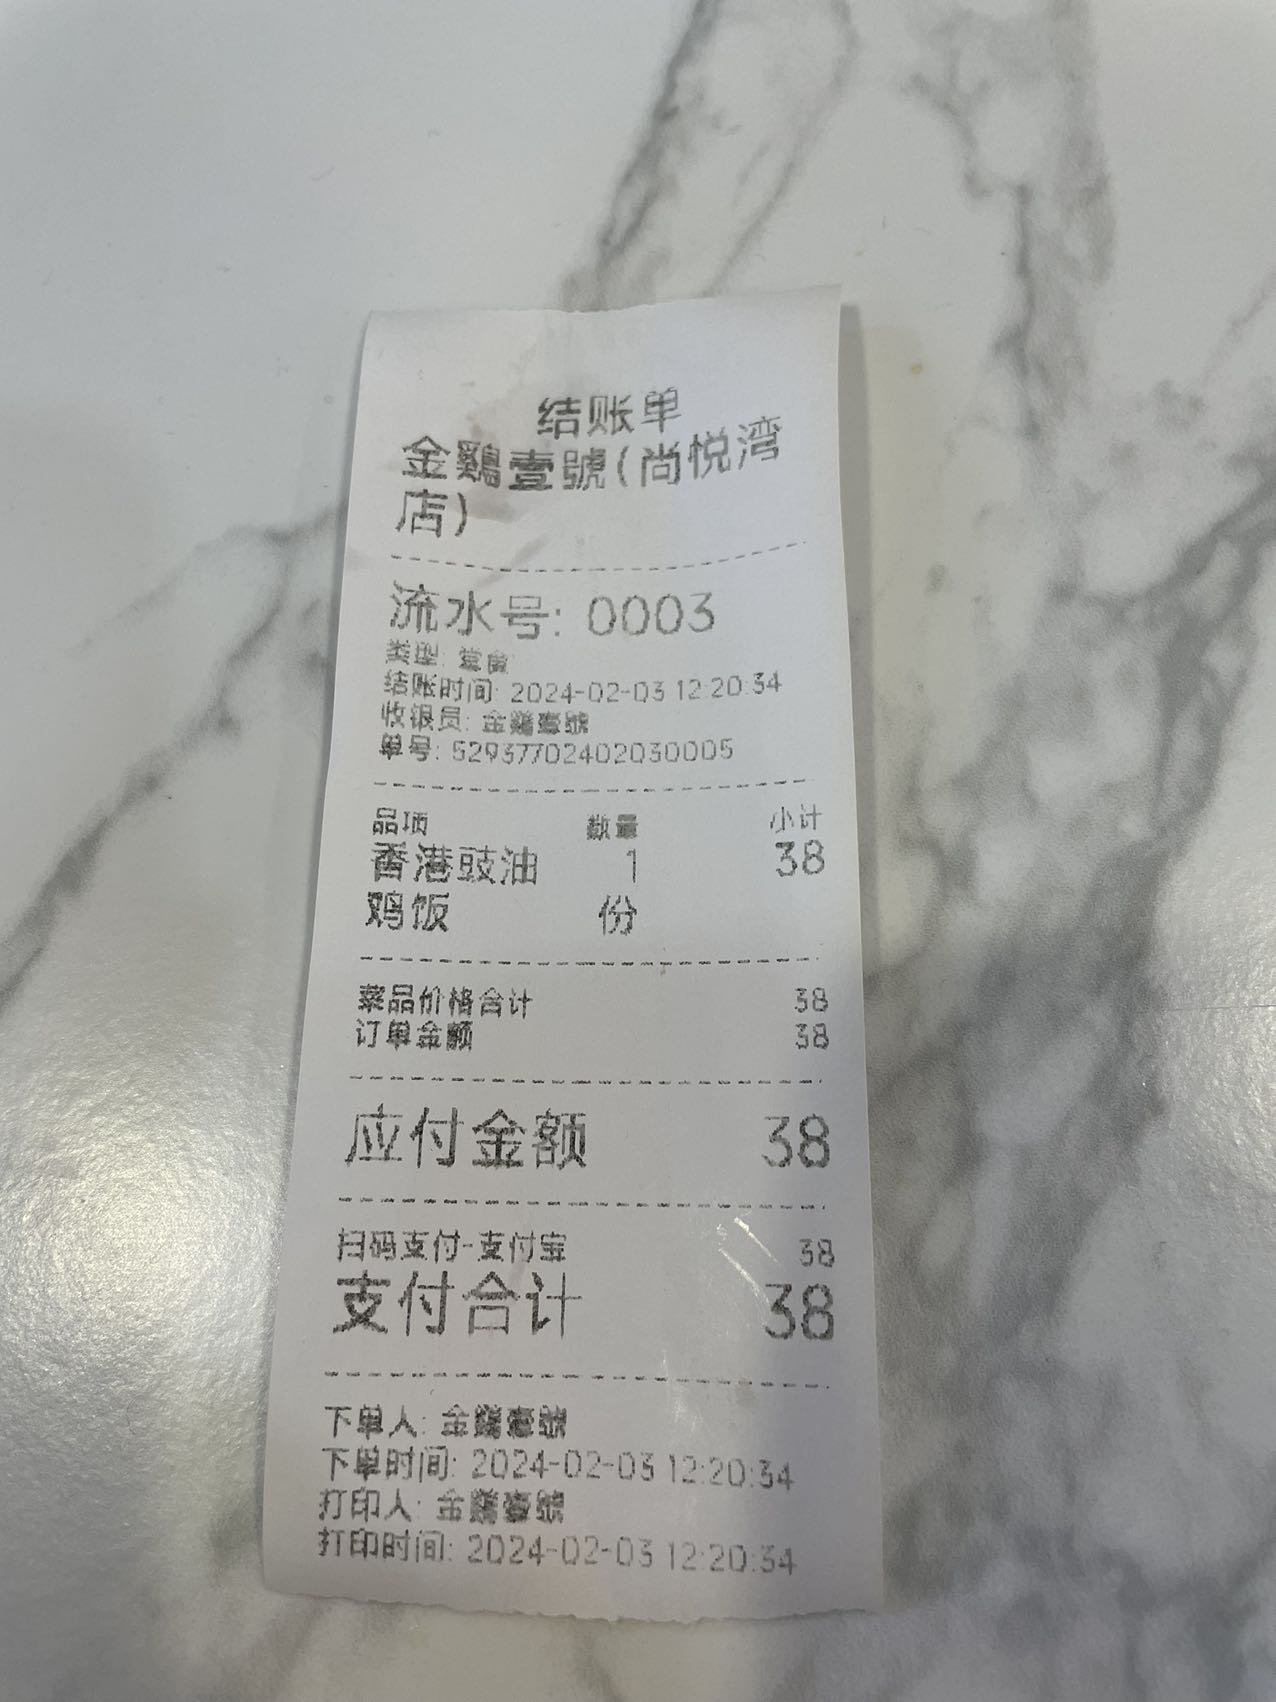 结账单
金鷄壹號(尚悦湾
店)
流水号: 0003
类型: 堂食
结账时间: 2024-02-03 12:20:34
收银员: 金鷄壹號
单号: 52937702402030005
品项 数量 小计
香港豉油 1 38
鸡饭 份
菜品价格合计 38
订单金额 38
应付金额 38
扫码支付-支付宝 38
支付合计 38
下单人: 金鷄壹號
下单时间: 2024-02-03 12:20:34
打印人: 金鷄壹號
打印时间: 2024-02-03 12:20:34